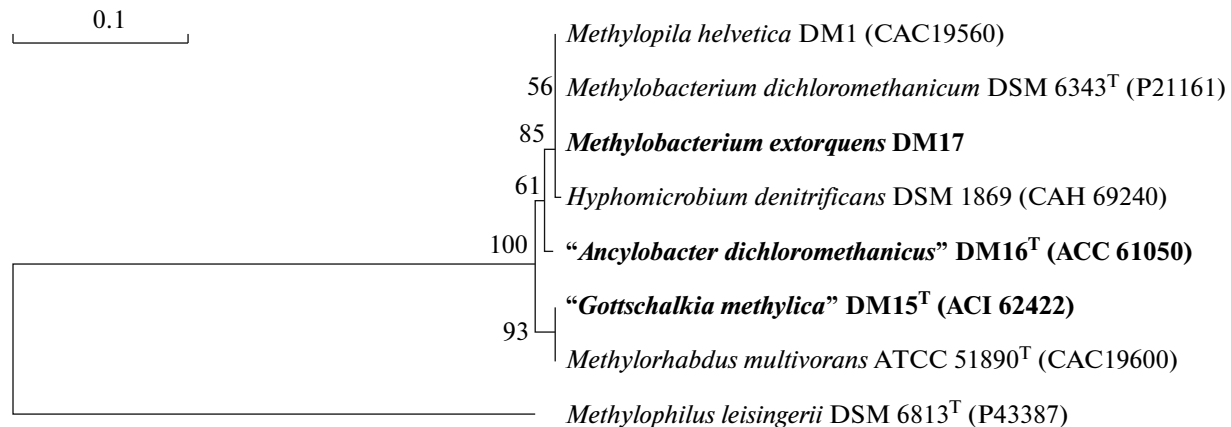 0.1
Methylopila helvetica DM1 (CAC19560)
56
Methylobacterium dichloromethanicum DSM 6343ᵀ (P21161)
85
Methylobacterium extorquens DM17
61
Hyphomicrobium denitrificans DSM 1869 (CAH 69240)
100
“Ancylobacter dichloromethanicus” DM16ᵀ (ACC 61050)
“Gottschalkia methylica” DM15ᵀ (ACI 62422)
93
Methylorhabdus multivorans ATCC 51890ᵀ (CAC19600)
Methylophilus leisingerii DSM 6813ᵀ (P43387)